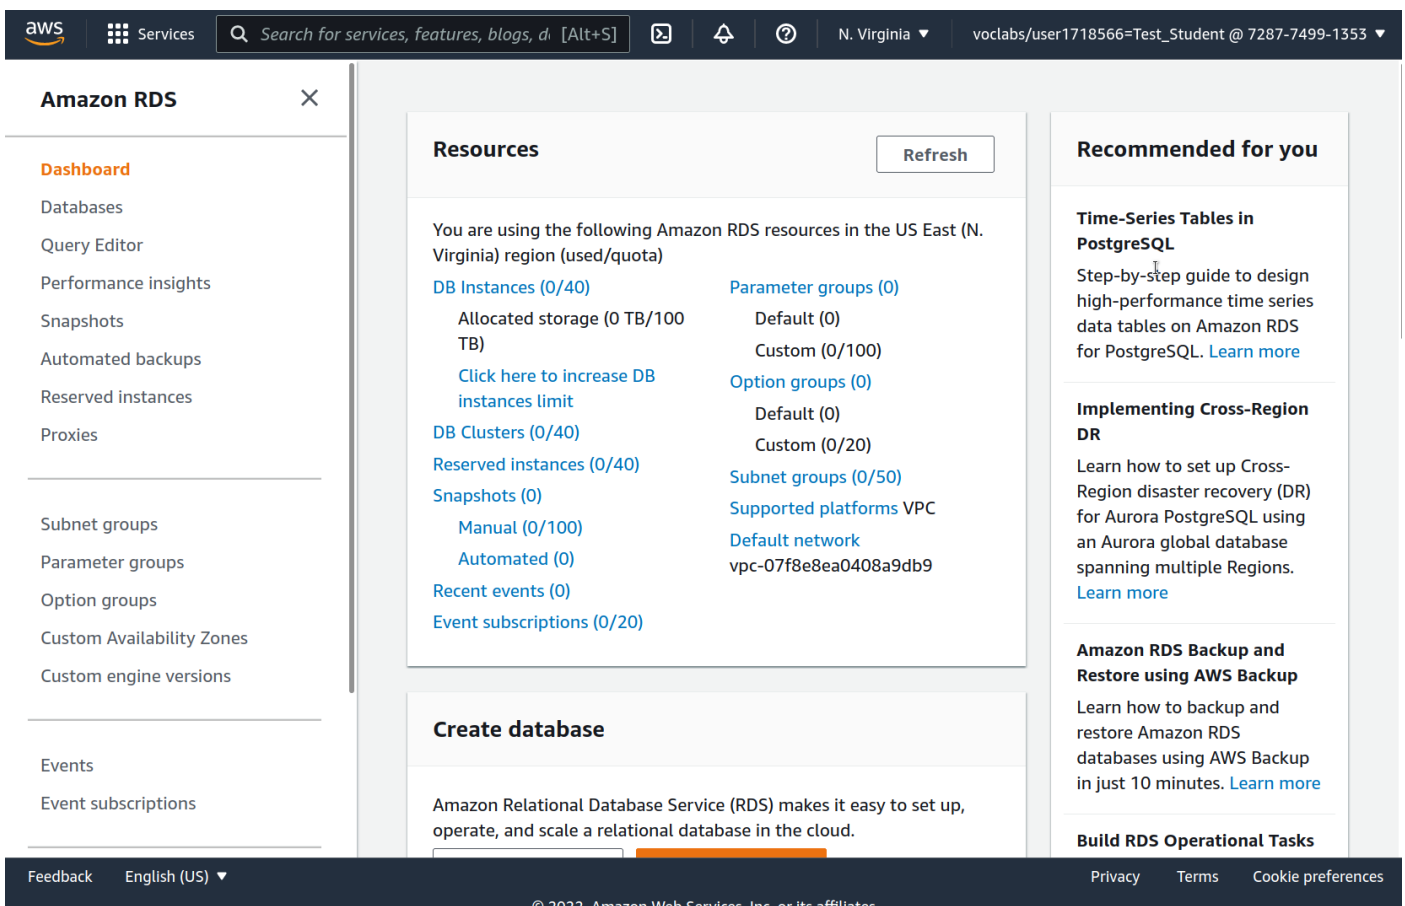 aws
Services
Search for services, features, blogs, d [Alt+S]
N. Virginia ▼
voclabs/user1718566=Test_Student @ 7287-7499-1353 ▼
Amazon RDS
Dashboard
Databases
Query Editor
Performance insights
Snapshots
Automated backups
Reserved instances
Proxies
Subnet groups
Parameter groups
Option groups
Custom Availability Zones
Custom engine versions
Events
Event subscriptions
Resources
Refresh
You are using the following Amazon RDS resources in the US East (N.
Virginia) region (used/quota)
DB Instances (0/40)
Allocated storage (0 TB/100
TB)
Click here to increase DB
instances limit
DB Clusters (0/40)
Reserved instances (0/40)
Snapshots (0)
Manual (0/100)
Automated (0)
Recent events (0)
Event subscriptions (0/20)
Parameter groups (0)
Default (0)
Custom (0/100)
Option groups (0)
Default (0)
Custom (0/20)
Subnet groups (0/50)
Supported platforms VPC
Default network
vpc-07f8e8ea0408a9db9
Create database
Amazon Relational Database Service (RDS) makes it easy to set up,
operate, and scale a relational database in the cloud.
Recommended for you
Time-Series Tables in
PostgreSQL
Step-by-step guide to design
high-performance time series
data tables on Amazon RDS
for PostgreSQL. Learn more
Implementing Cross-Region
DR
Learn how to set up Cross-
Region disaster recovery (DR)
for Aurora PostgreSQL using
an Aurora global database
spanning multiple Regions.
Learn more
Amazon RDS Backup and
Restore using AWS Backup
Learn how to backup and
restore Amazon RDS
databases using AWS Backup
in just 10 minutes. Learn more
Build RDS Operational Tasks
Feedback
English (US) ▼
Privacy
Terms
Cookie preferences
© 2022, Amazon Web Services, Inc. or its affiliates.